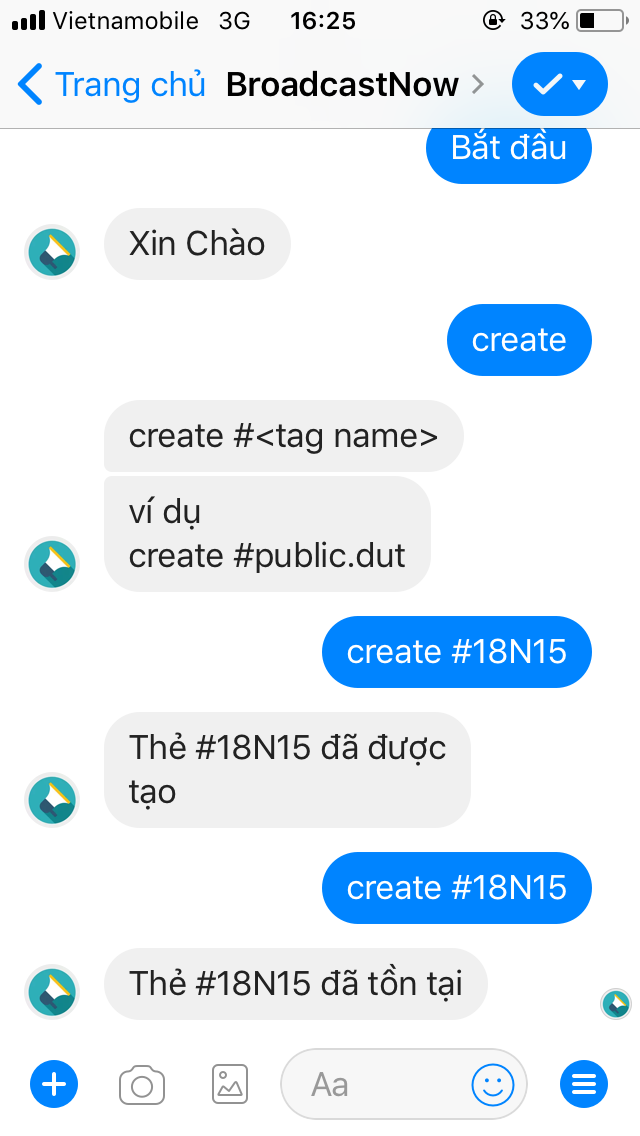 Vietnamobile 3G 16:25 33%
Trang chủ BroadcastNow
Bắt đầu
Xin Chào
create
create #<tag name>
ví dụ
create #public.dut
create #18N15
Thẻ #18N15 đã được
tạo
create #18N15
Thẻ #18N15 đã tồn tại
Aa